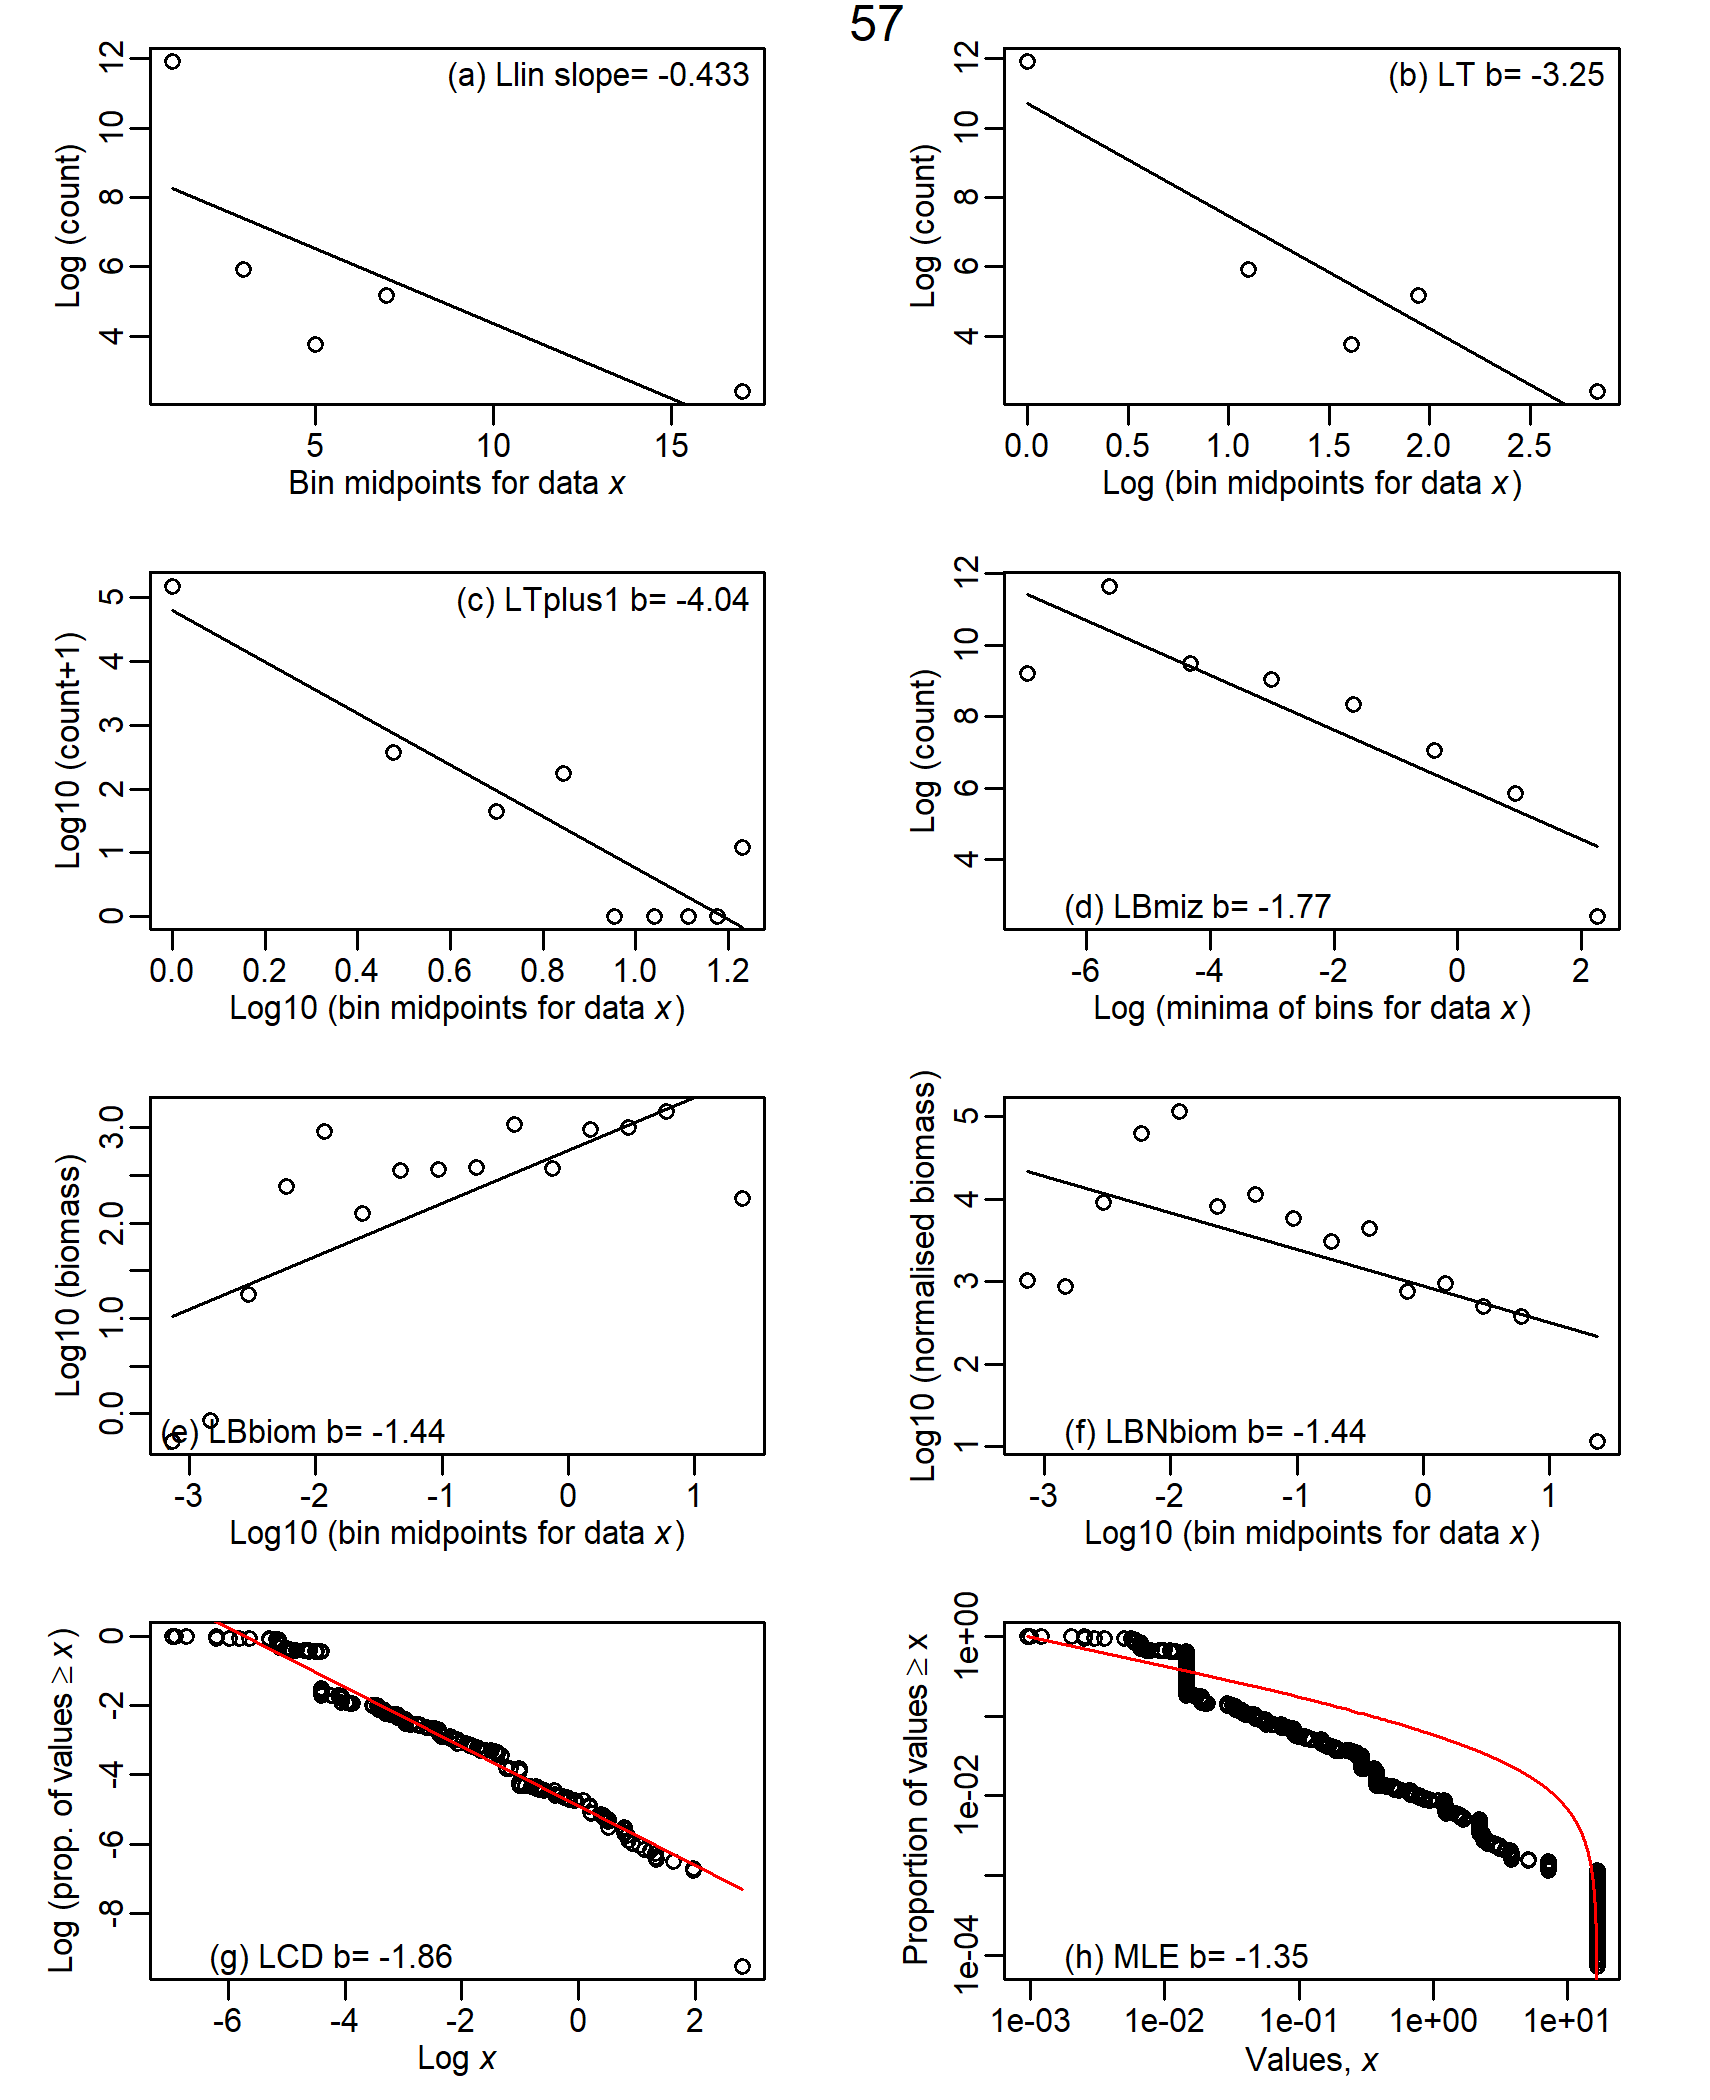 57
12
10
8
6
4
Log (count)
(a) Llin slope= -0.433
5 10 15
Bin midpoints for data x
12
10
8
6
4
Log (count)
(b) LT b= -3.25
0.0 0.5 1.0 1.5 2.0 2.5
Log (bin midpoints for data x)
5
4
3
2
1
0
Log10 (count+1)
(c) LTplus1 b= -4.04
0.0 0.2 0.4 0.6 0.8 1.0 1.2
Log10 (bin midpoints for data x)
12
10
8
6
4
Log (count)
(d) LBmiz b= -1.77
-6 -4 -2 0 2
Log (minima of bins for data x)
3.0
2.0
1.0
0.0
Log10 (biomass)
(e) LBbiom b= -1.44
-3 -2 -1 0 1
Log10 (bin midpoints for data x)
5
4
3
2
1
Log10 (normalised biomass)
(f) LBNbiom b= -1.44
-3 -2 -1 0 1
Log10 (bin midpoints for data x)
0
-2
-4
-6
-8
Log (prop. of values ≥ x)
(g) LCD b= -1.86
-6 -4 -2 0 2
Log x
1e+00
1e-02
1e-04
Proportion of values ≥ x
(h) MLE b= -1.35
1e-03 1e-02 1e-01 1e+00 1e+01
Values, x